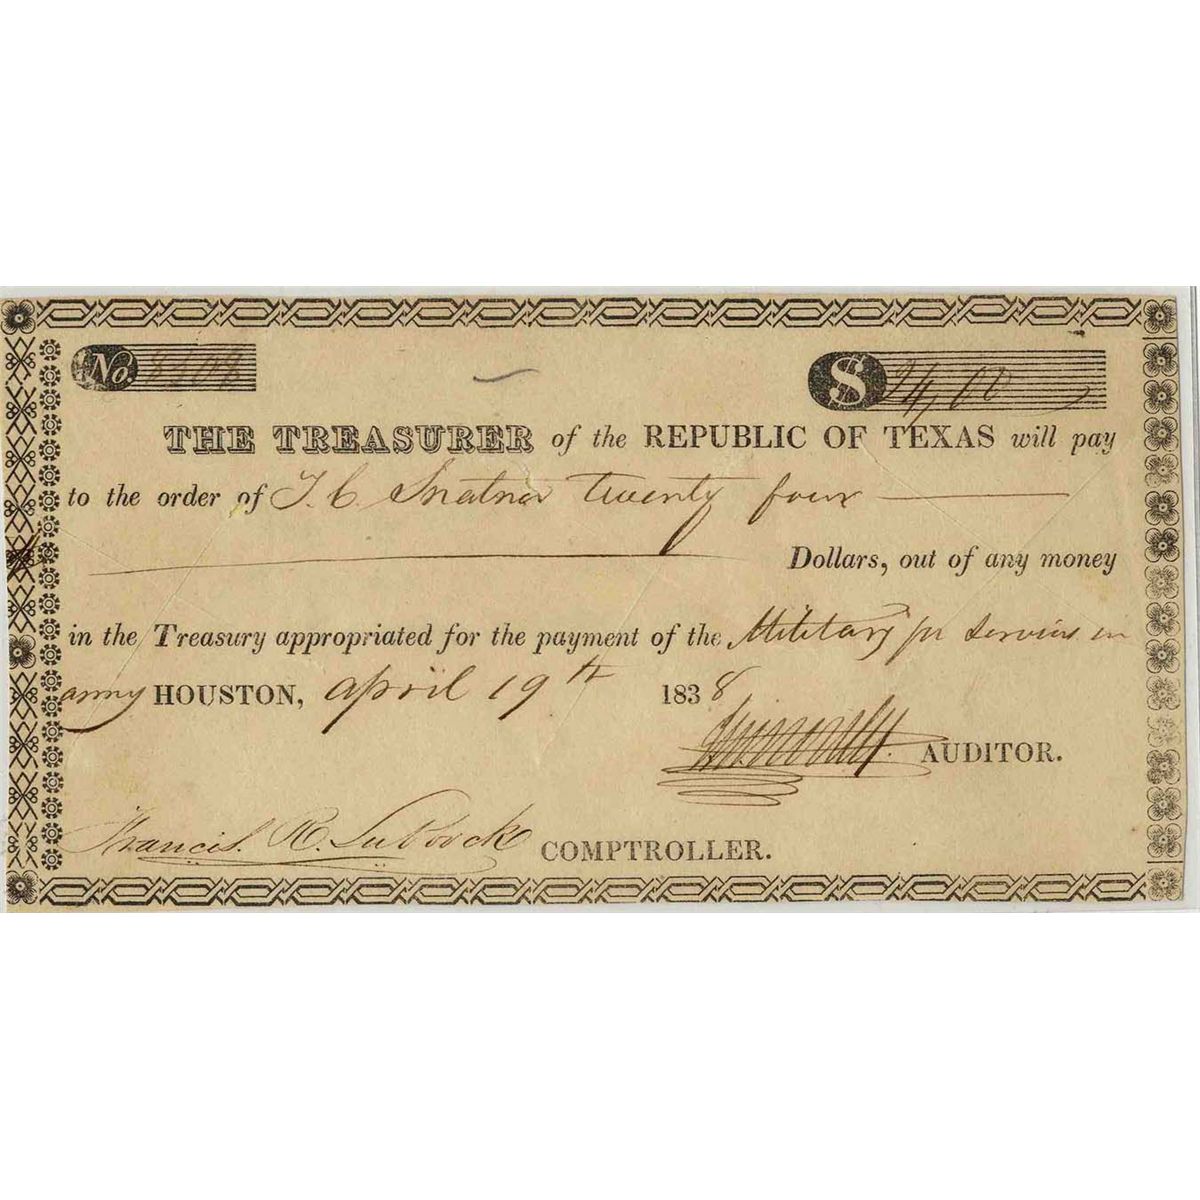 No. $ 24,00
THE TREASURER of the REPUBLIC OF TEXAS will pay
to the order of T. C. twenty four
Dollars, out of any money
in the Treasury appropriated for the payment of the Military for services in
army HOUSTON, april 19th 1838
AUDITOR.
Francis. R. Lubbock COMPTROLLER.